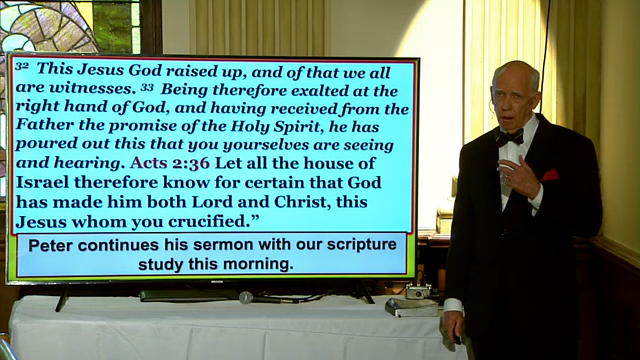 32 This Jesus God raised up, and of that we all
are witnesses. 33 Being therefore exalted at the
right hand of God, and having received from the
Father the promise of the Holy Spirit, he has
poured out this that you yourselves are seeing
and hearing. Acts 2:36 Let all the house of
Israel therefore know for certain that God
has made him both Lord and Christ, this
Jesus whom you crucified.”
Peter continues his sermon with our scripture
study this morning.